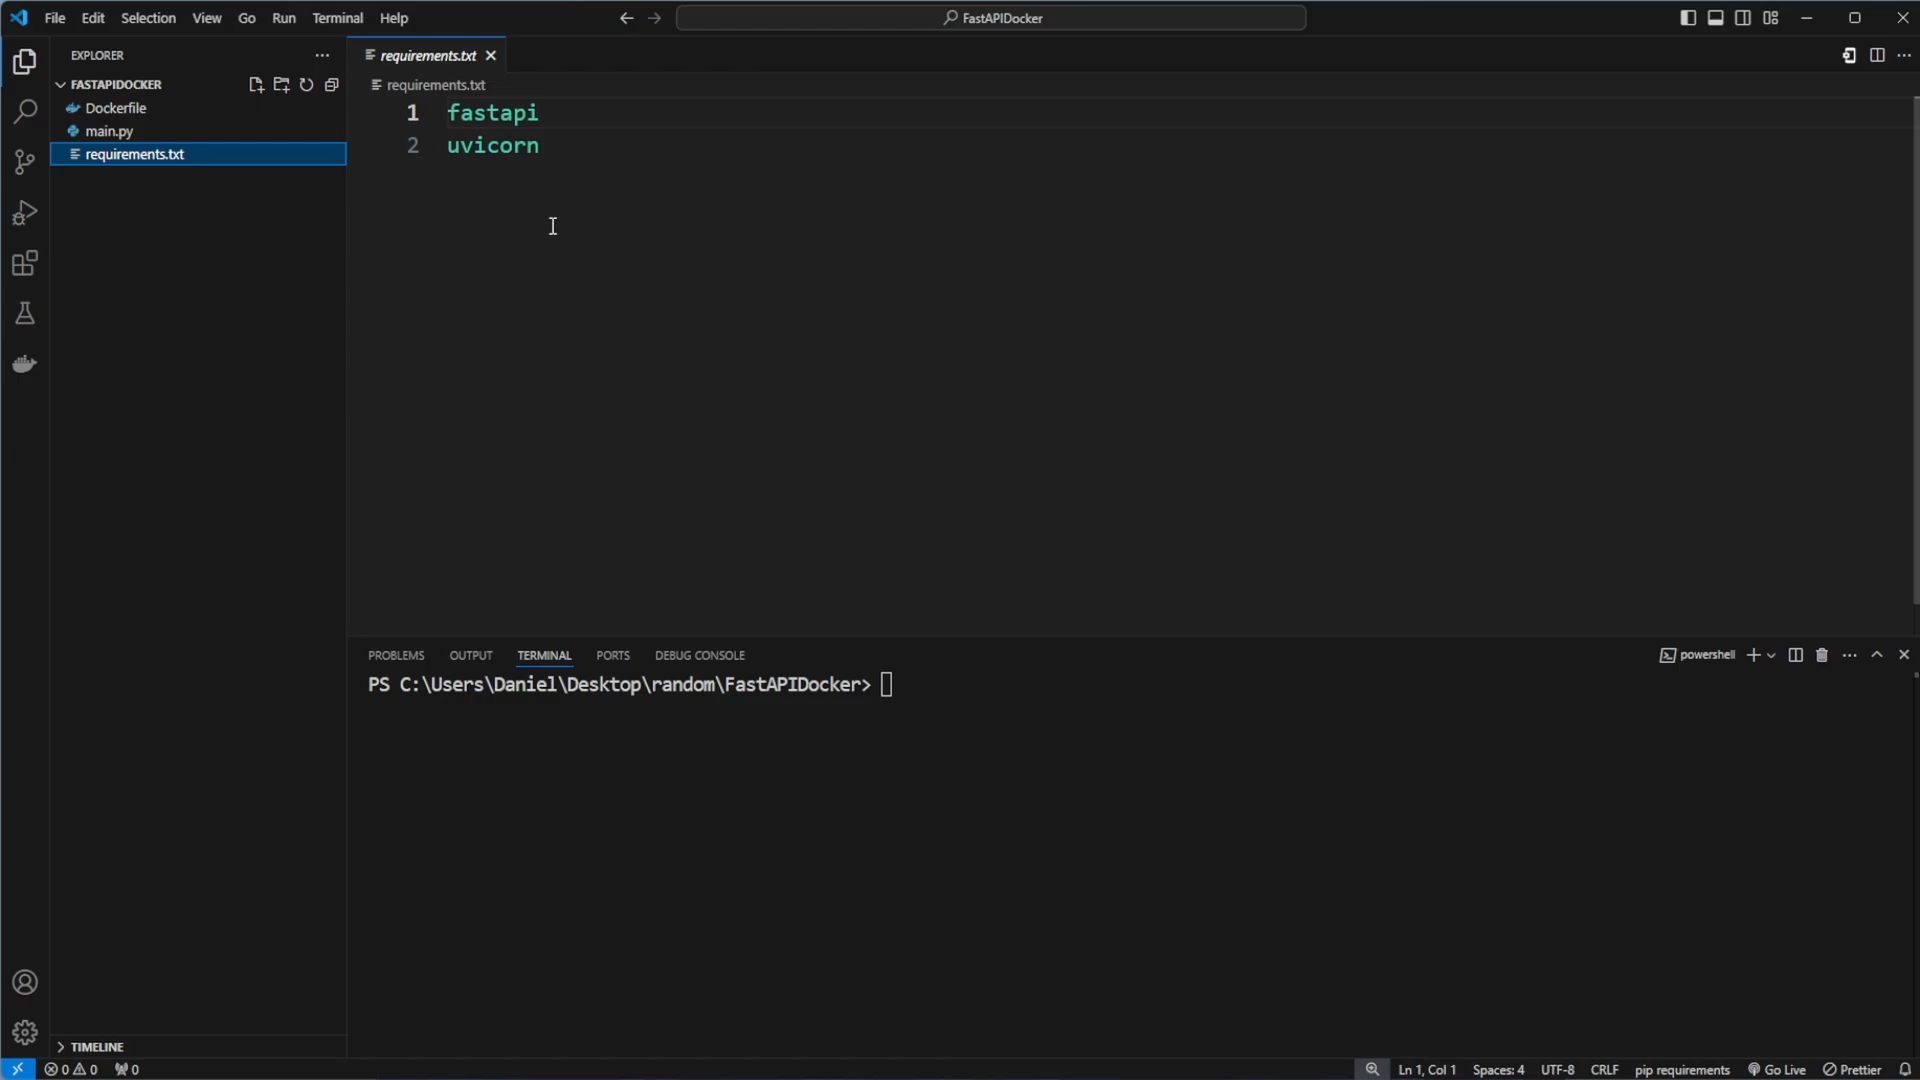 File Edit Selection View Go Run Terminal Help
FastAPIDocker
EXPLORER
FASTAPIDOCKER
Dockerfile
main.py
requirements.txt
TIMELINE
requirements.txt
requirements.txt
1 fastapi
2 uvicorn
PROBLEMS OUTPUT TERMINAL PORTS DEBUG CONSOLE
powershell
PS C:\Users\Daniel\Desktop\random\FastAPIDocker>
0 0 0
Ln 1, Col 1 Spaces: 4 UTF-8 CRLF pip requirements Go Live Prettier